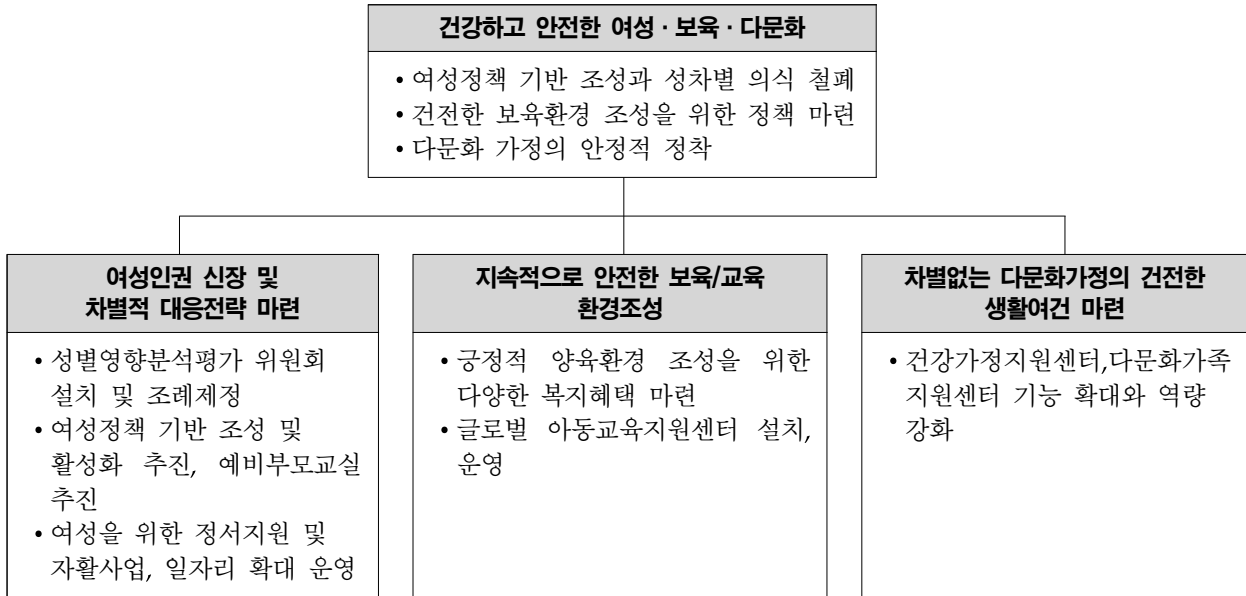 건강하고 안전한 여성 · 보육 · 다문화
• 여성정책 기반 조성과 성차별 의식 철폐
• 건전한 보육환경 조성을 위한 정책 마련
• 다문화 가정의 안정적 정착
여성인권 신장 및
차별적 대응전략 마련
• 성별영향분석평가 위원회
설치 및 조례제정
• 여성정책 기반 조성 및
활성화 추진, 예비부모교실
추진
• 여성을 위한 정서지원 및
자활사업, 일자리 확대 운영
지속적으로 안전한 보육/교육
환경조성
• 긍정적 양육환경 조성을 위한
다양한 복지혜택 마련
• 글로벌 아동교육지원센터 설치,
운영
차별없는 다문화가정의 건전한
생활여건 마련
• 건강가정지원센터,다문화가족
지원센터 기능 확대와 역량
강화